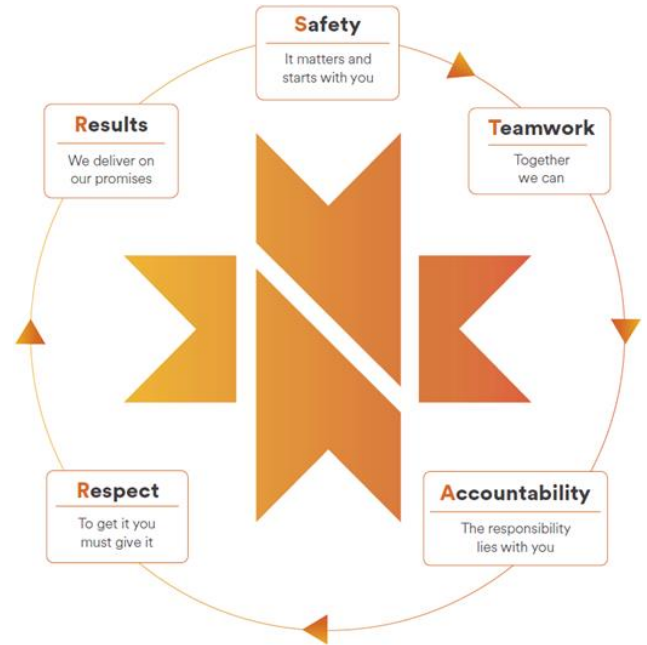 Safety
It matters and
starts with you
Teamwork
Together
we can
Accountability
The responsibility
lies with you
Respect
To get it you
must give it
Results
We deliver on
our promises